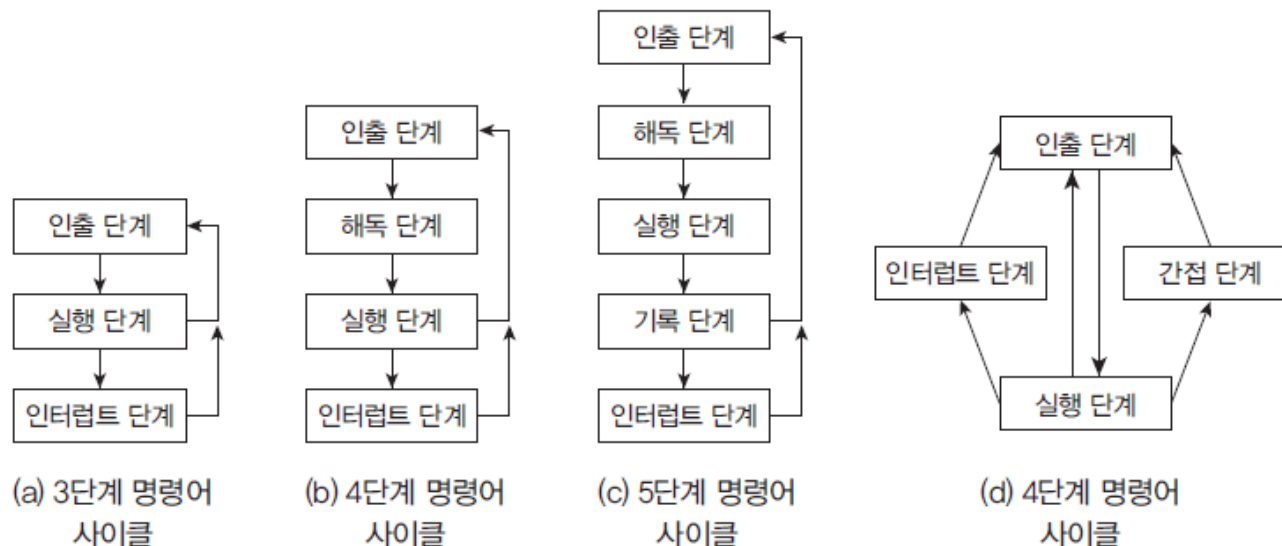 인출 단계
실행 단계
인터럽트 단계
(a) 3단계 명령어
사이클
인출 단계
해독 단계
실행 단계
인터럽트 단계
(b) 4단계 명령어
사이클
인출 단계
해독 단계
실행 단계
기록 단계
인터럽트 단계
(c) 5단계 명령어
사이클
인출 단계
인터럽트 단계
간접 단계
실행 단계
(d) 4단계 명령어
사이클